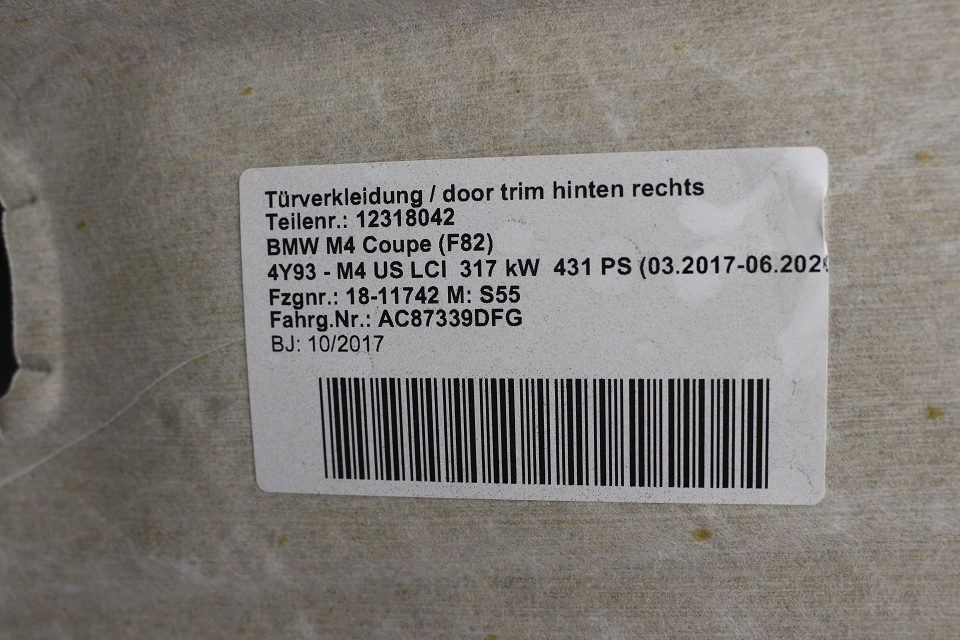 Türverkleidung / door trim hinten rechts
Teilenr.: 12318042
BMW M4 Coupe (F82)
4Y93 - M4 US LCI 317 kW 431 PS (03.2017-06.202
Fzgnr.: 18-11742 M: S55
Fahrg.Nr.: AC87339DFG
BJ: 10/2017